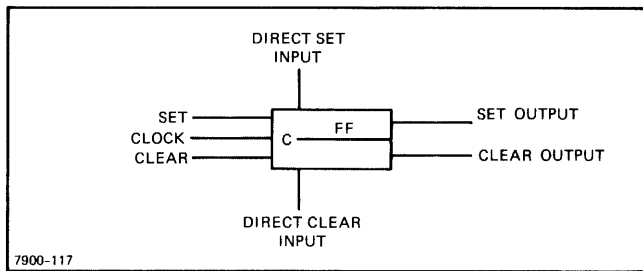 DIRECT SET
INPUT
SET
CLOCK
CLEAR
C
FF
SET OUTPUT
CLEAR OUTPUT
DIRECT CLEAR
INPUT
7900-117